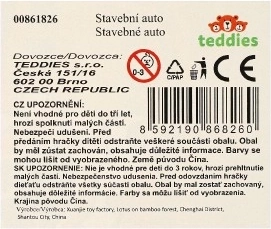 00861826
Stavební auto
Stavebné auto
teddies
Dovozce/Dovozca:
TEDDIES s.r.o.
Česká 151/16
602 00 Brno
CZECH REPUBLIC
0-3
C/PAP
CE
CZ UPOZORNĚNÍ:
Není vhodné pro děti do tří let,
hrozí spolknutí malých částí.
Nebezpečí udušení. Před
předáním hračky dítěti odstraňte veškeré součásti obalu. Obal
by měl zůstat zachován, obsahuje důležité informace. Barvy se
mohou lišit od vyobrazeného. Země původu Čína.
8 592190 868260
SK UPOZORNENIE: Nie je vhodné pre deti do 3 rokov, hrozí prehltnutie
malých častí. Nebezpečenstvo udusenia. Pred odovzdaním hračky
dieťaťu odstráňte všetky súčasti obalu. Obal by mal zostať zachovaný,
obsahuje dôležité informácie. Farby sa môžu líšiť od vyobrazených.
Krajina pôvodu Čína.
Výrobce/Výrobca: Xuanjie toy factory, Lotus on bamboo forest, Chenghai District,
Shantou City, China